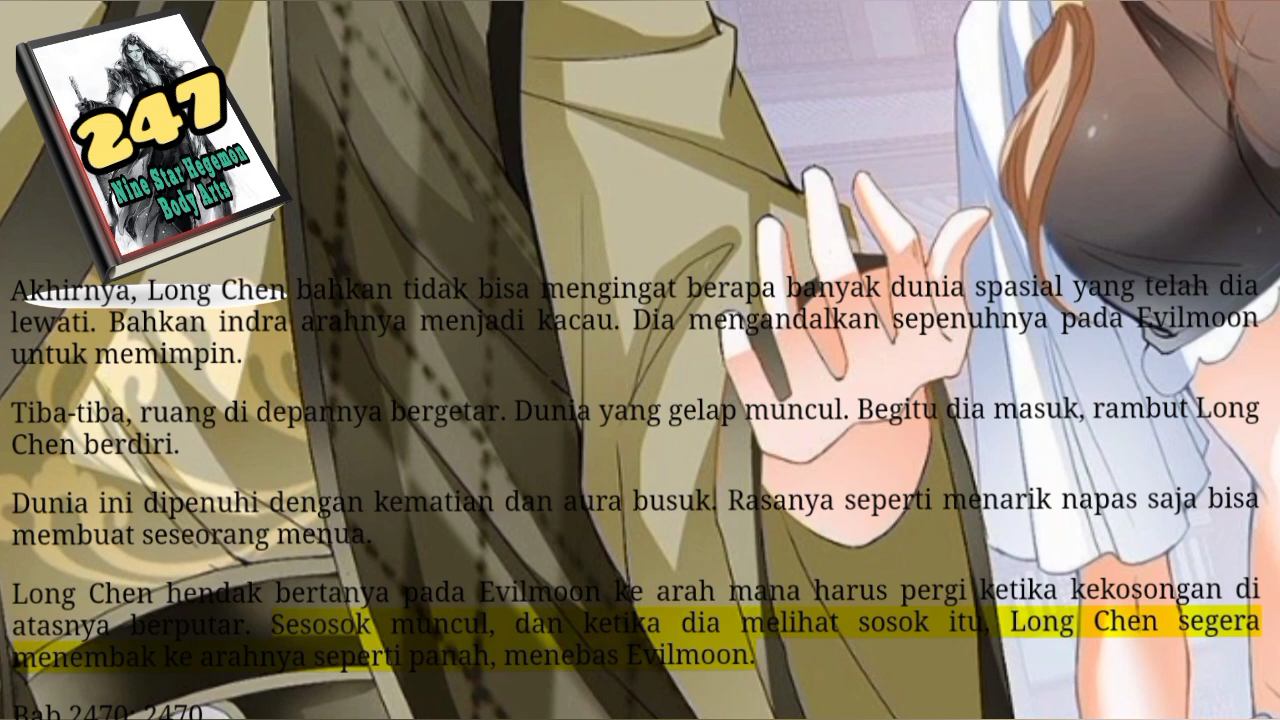 247
Nine Star Hegemon
Body Arts
Akhirnya, Long Chen bahkan tidak bisa mengingat berapa banyak dunia spasial yang telah dia
lewati. Bahkan indra arahnya menjadi kacau. Dia mengandalkan sepenuhnya pada Evilmoon
untuk memimpin.
Tiba-tiba, ruang di depannya bergetar. Dunia yang gelap muncul. Begitu dia masuk, rambut Long
Chen berdiri.
Dunia ini dipenuhi dengan kematian dan aura busuk. Rasanya seperti menarik napas saja bisa
membuat seseorang menua.
Long Chen hendak bertanya pada Evilmoon ke arah mana harus pergi ketika kekosongan di
atasnya berputar. Sesosok muncul, dan ketika dia melihat sosok itu, Long Chen segera
menembak ke arahnya seperti panah, menebas Evilmoon.
Bab 2470: 2470